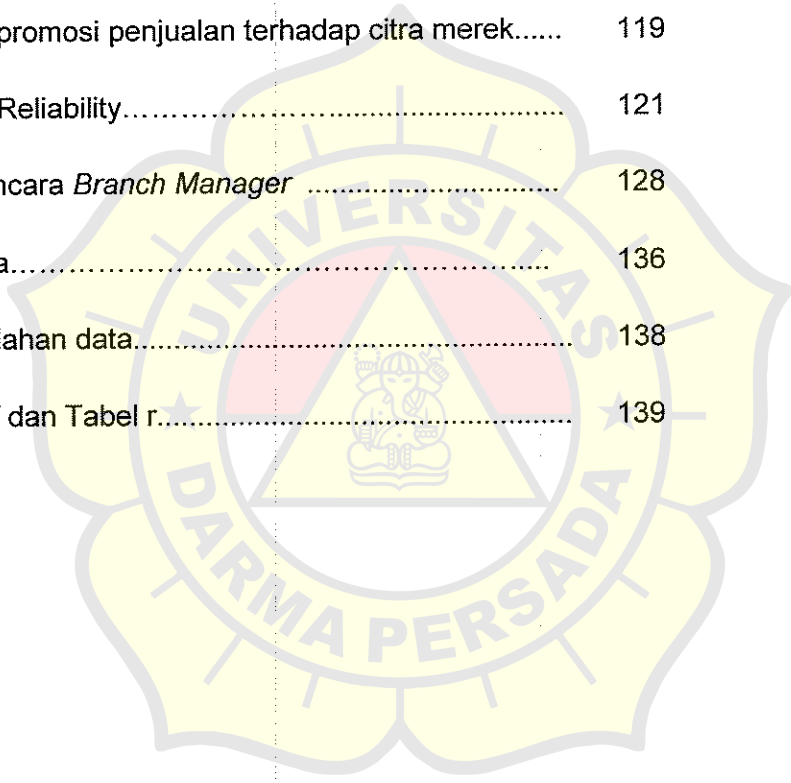 promosi penjualan terhadap citra merek...... 119
Reliability.................................................... 121
ncara Branch Manager .............................. 128
a................................................................ 136
lahan data.................................................... 138
dan Tabel r................................................ 139
UNIVERSITAS
DARMA PERSADA